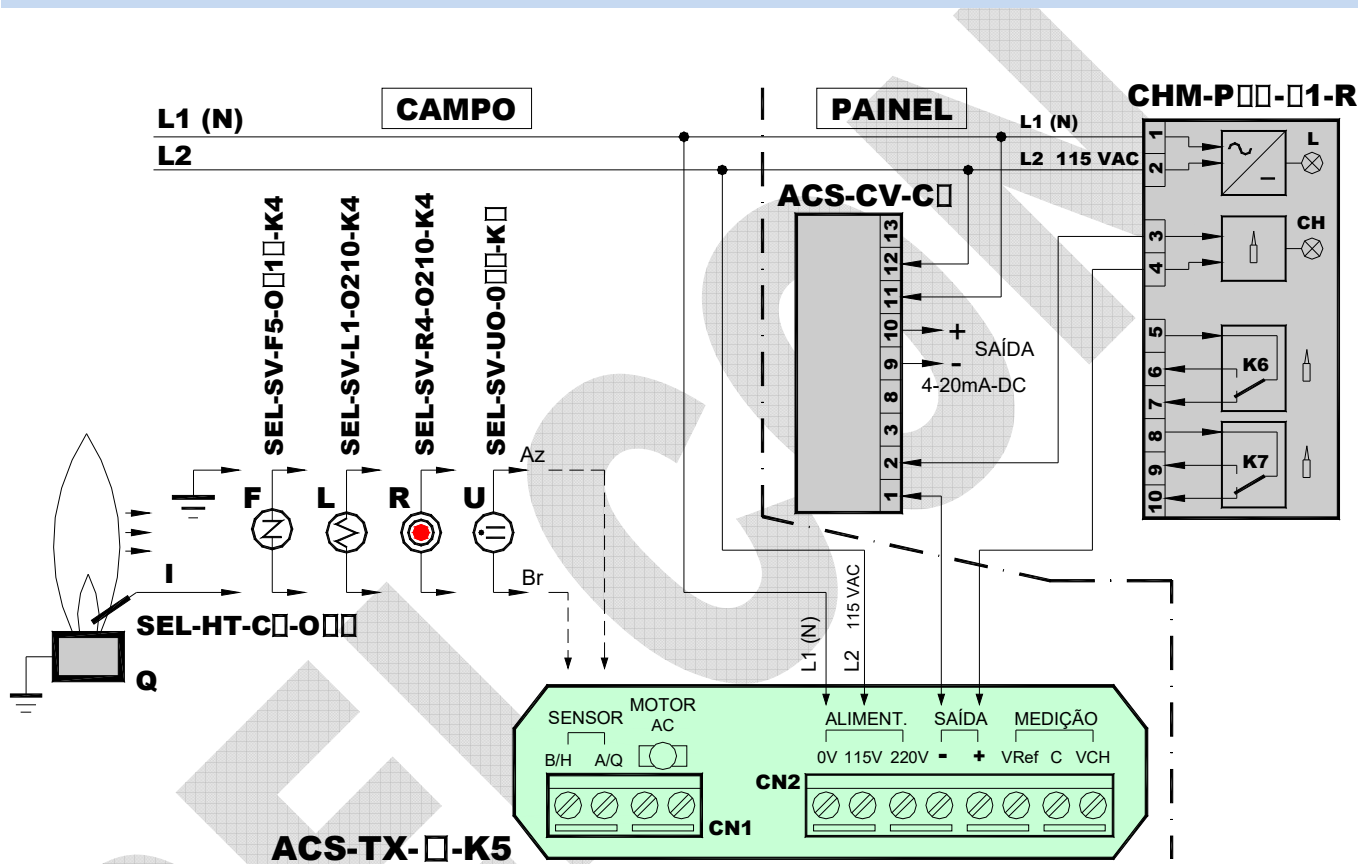 CAMPO
PAINEL
CHM-P□□-□1-R
L1 (N)
L2
L1 (N)
L2 115 VAC
1
2
3
4
5
6
7
8
9
10
L
CH
K6
K7
ACS-CV-C□
13
12
11
10
9
8
3
2
1
+
-
SAÍDA
4-20mA-DC
SEL-SV-F5-O□1□-K4
SEL-SV-L1-O210-K4
SEL-SV-R4-O210-K4
SEL-SV-UO-0□□-K□
F
L
R
U
Az
Br
I
SEL-HT-C□-O□□
Q
L1 (N)
L2 115 VAC
SENSOR
MOTOR
AC
B/H A/Q
CN1
ALIMENT. SAÍDA MEDIÇÃO
0V 115V 220V - + VRef C VCH
CN2
ACS-TX-□-K5
SELCON